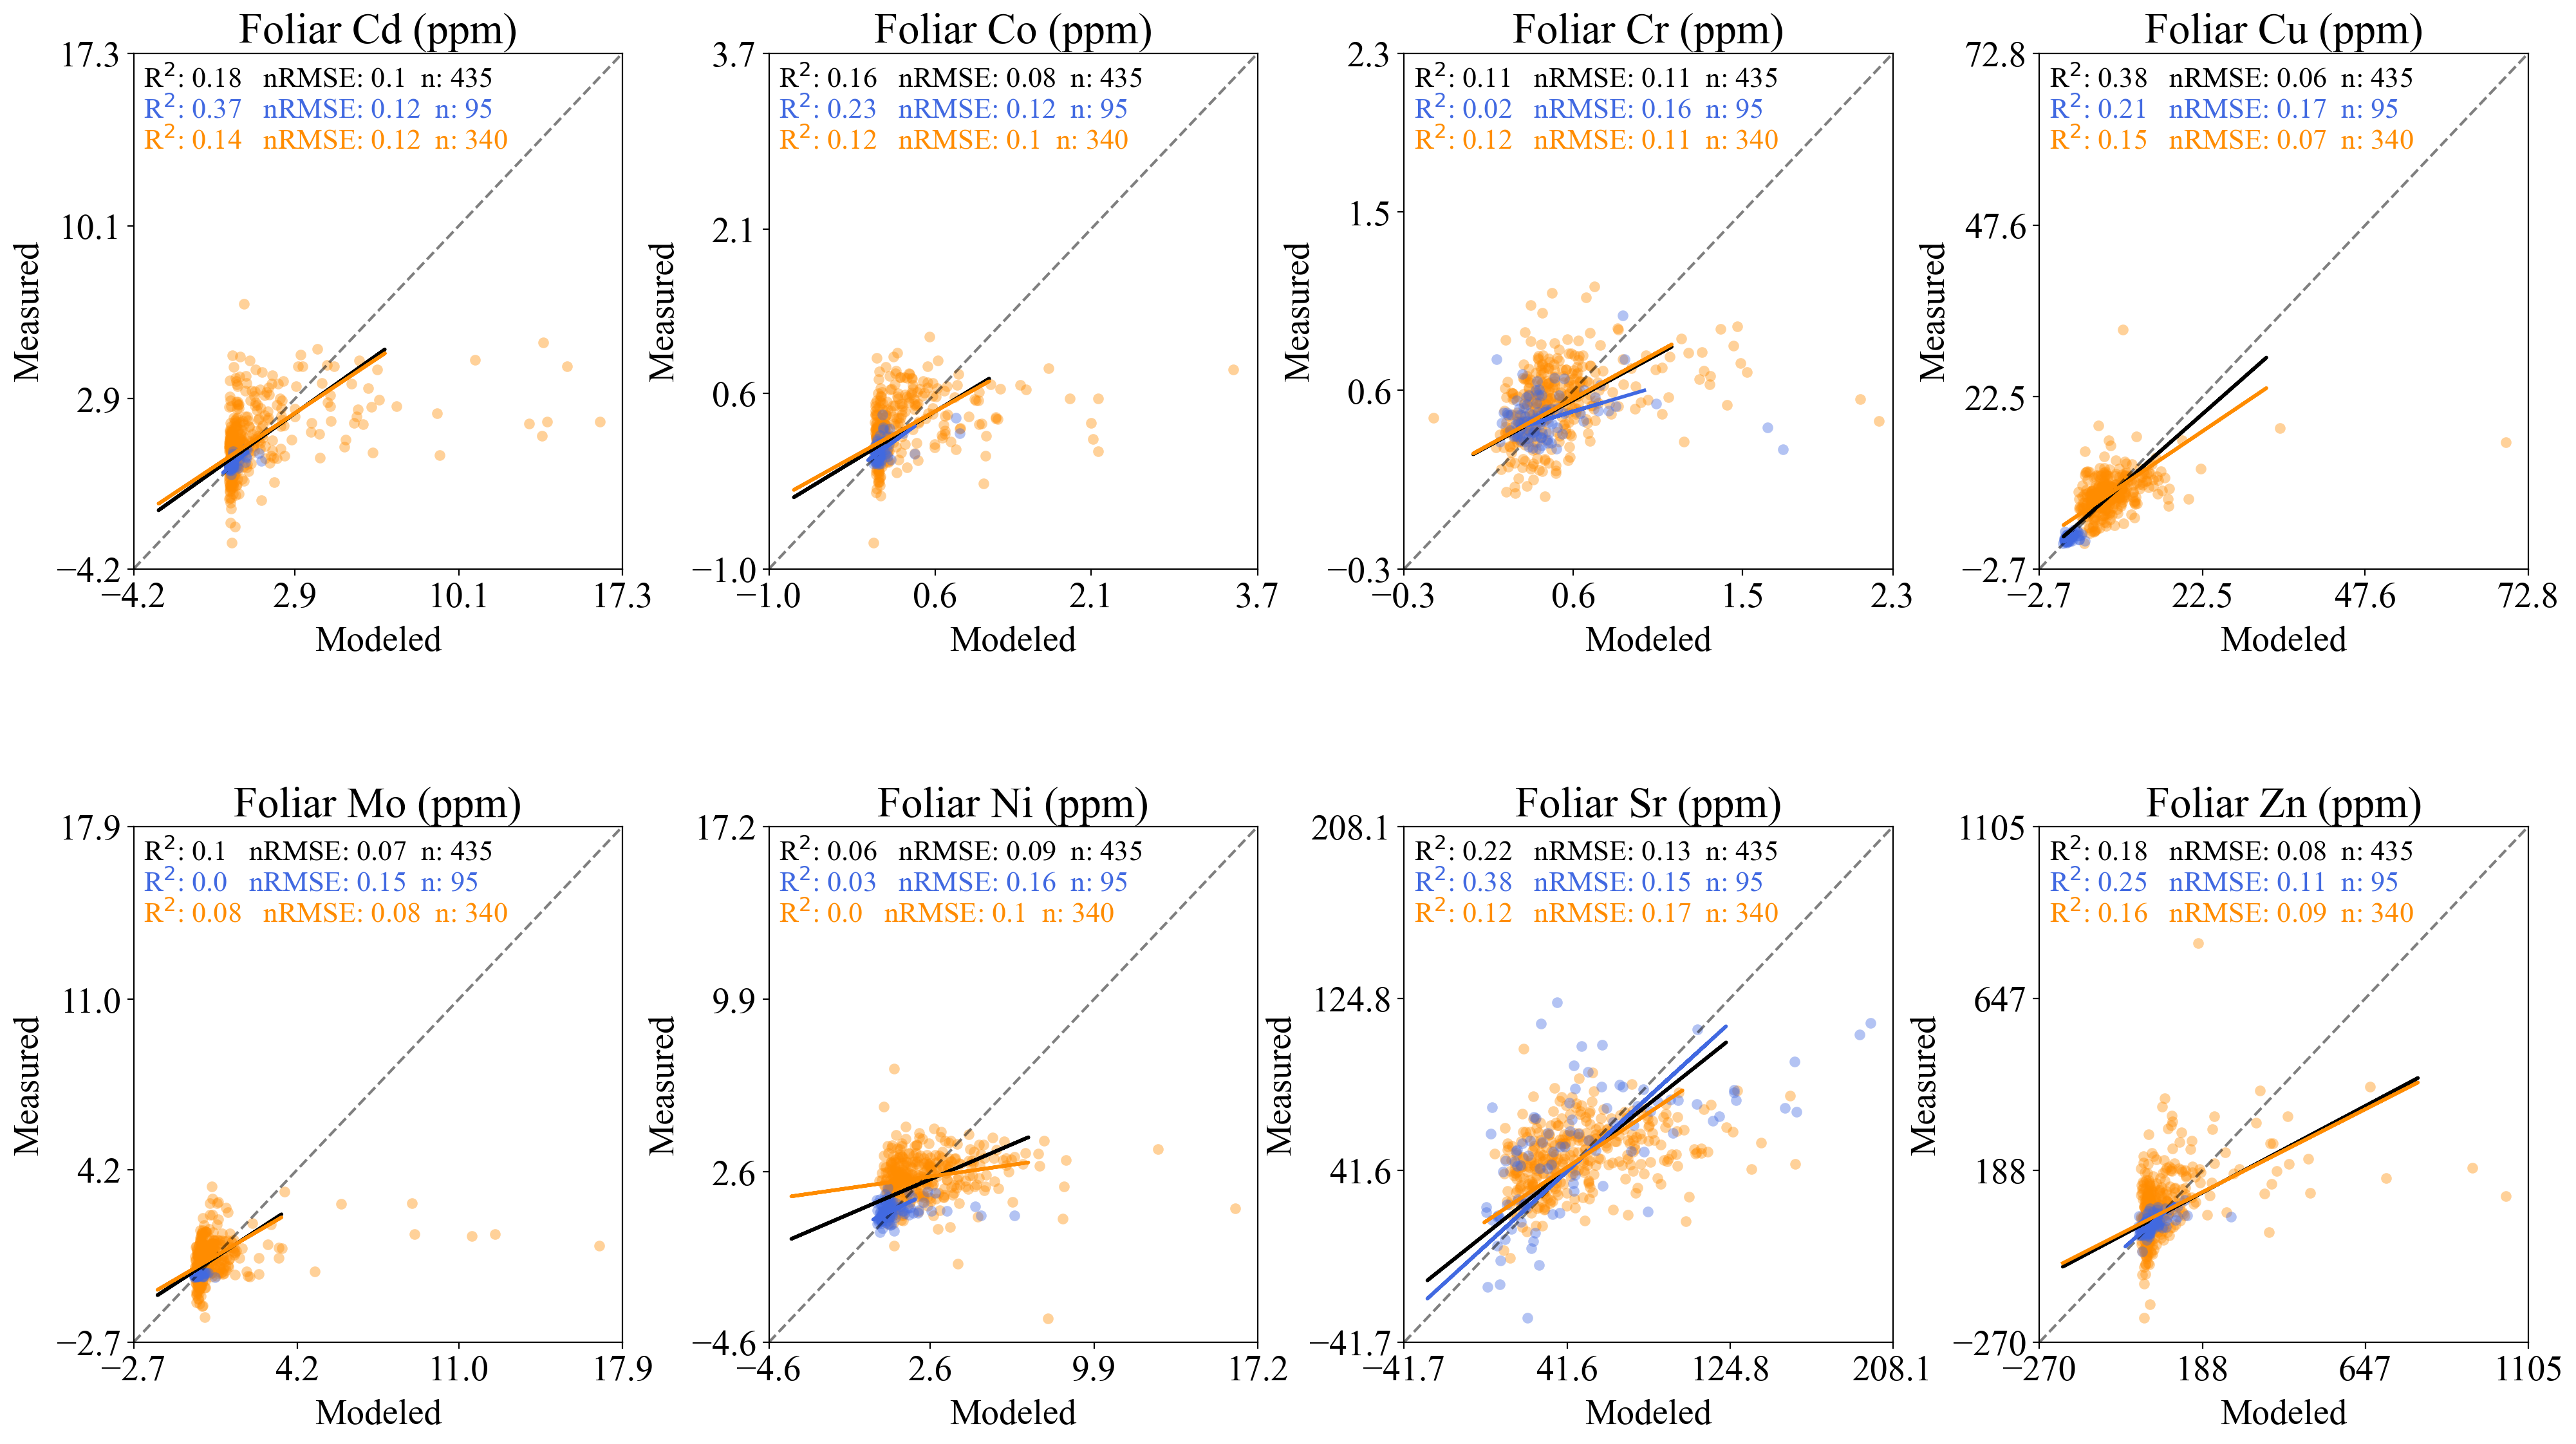 Foliar Cd (ppm)
17.3
R²: 0.18 nRMSE: 0.1 n: 435
R²: 0.37 nRMSE: 0.12 n: 95
R²: 0.14 nRMSE: 0.12 n: 340
10.1
2.9
−4.2
Measured
−4.2 2.9 10.1 17.3
Modeled
Foliar Co (ppm)
3.7
R²: 0.16 nRMSE: 0.08 n: 435
R²: 0.23 nRMSE: 0.12 n: 95
R²: 0.12 nRMSE: 0.1 n: 340
2.1
0.6
−1.0
Measured
−1.0 0.6 2.1 3.7
Modeled
Foliar Cr (ppm)
2.3
R²: 0.11 nRMSE: 0.11 n: 435
R²: 0.02 nRMSE: 0.16 n: 95
R²: 0.12 nRMSE: 0.11 n: 340
1.5
0.6
−0.3
Measured
−0.3 0.6 1.5 2.3
Modeled
Foliar Cu (ppm)
72.8
R²: 0.38 nRMSE: 0.06 n: 435
R²: 0.21 nRMSE: 0.17 n: 95
R²: 0.15 nRMSE: 0.07 n: 340
47.6
22.5
−2.7
Measured
−2.7 22.5 47.6 72.8
Modeled
Foliar Mo (ppm)
17.9
R²: 0.1 nRMSE: 0.07 n: 435
R²: 0.0 nRMSE: 0.15 n: 95
R²: 0.08 nRMSE: 0.08 n: 340
11.0
4.2
−2.7
Measured
−2.7 4.2 11.0 17.9
Modeled
Foliar Ni (ppm)
17.2
R²: 0.06 nRMSE: 0.09 n: 435
R²: 0.03 nRMSE: 0.16 n: 95
R²: 0.0 nRMSE: 0.1 n: 340
9.9
2.6
−4.6
Measured
−4.6 2.6 9.9 17.2
Modeled
Foliar Sr (ppm)
208.1
R²: 0.22 nRMSE: 0.13 n: 435
R²: 0.38 nRMSE: 0.15 n: 95
R²: 0.12 nRMSE: 0.17 n: 340
124.8
41.6
−41.7
Measured
−41.7 41.6 124.8 208.1
Modeled
Foliar Zn (ppm)
1105
R²: 0.18 nRMSE: 0.08 n: 435
R²: 0.25 nRMSE: 0.11 n: 95
R²: 0.16 nRMSE: 0.09 n: 340
647
188
−270
Measured
−270 188 647 1105
Modeled